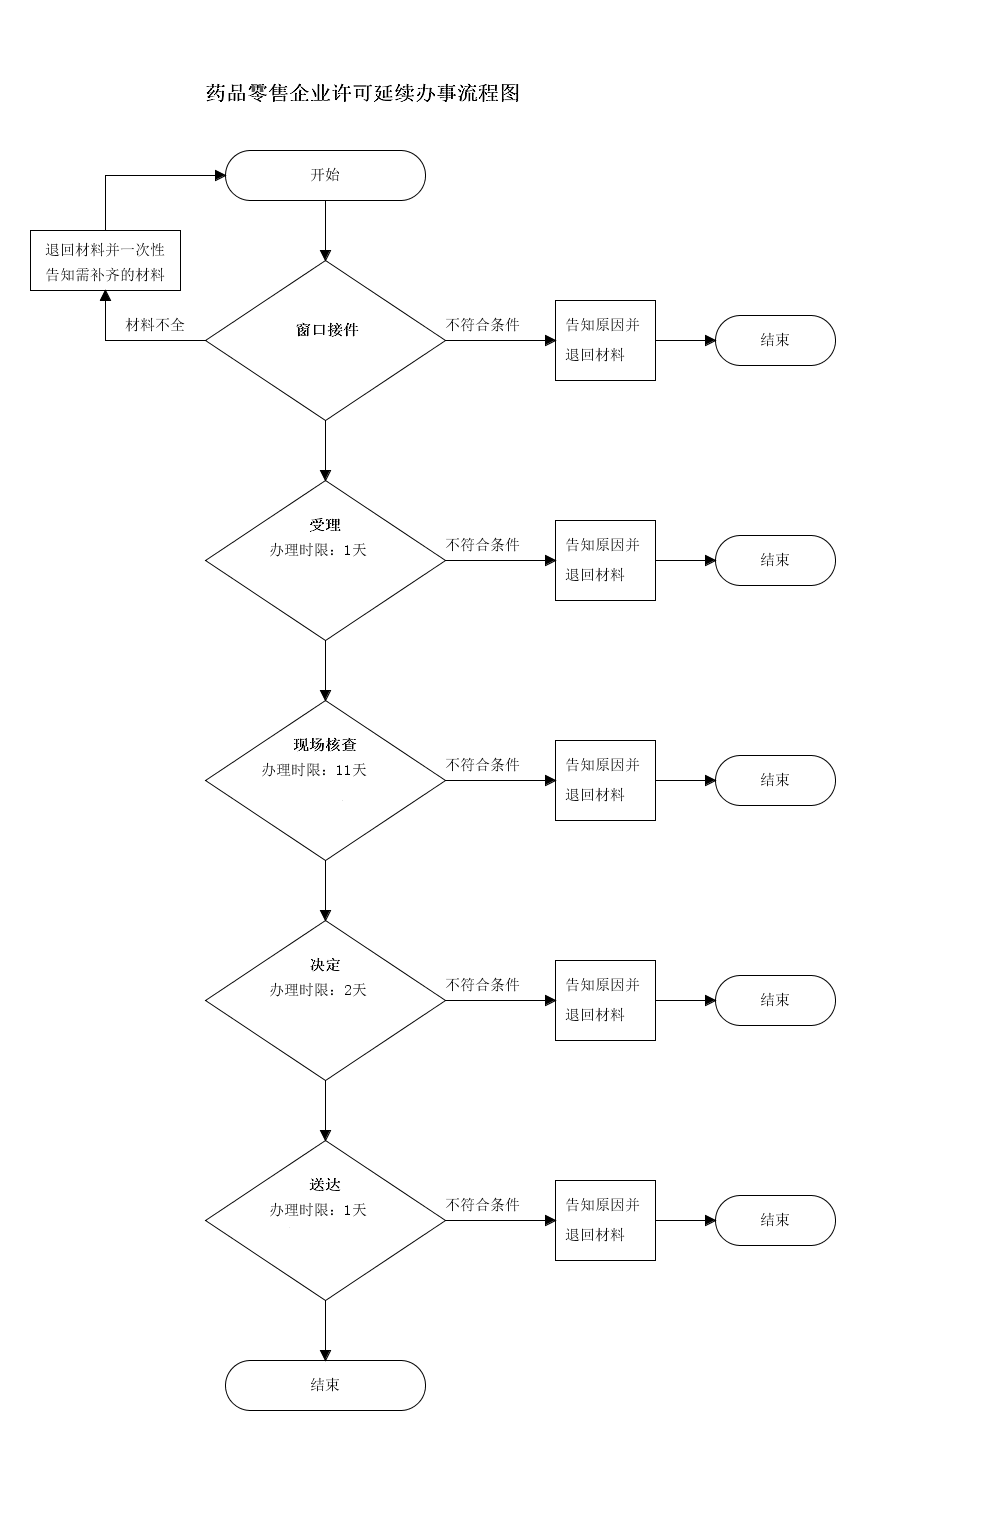 药品零售企业许可延续办事流程图
开始
退回材料并一次性
告知需补齐的材料
材料不全
窗口接件
不符合条件
告知原因并
退回材料
结束
受理
办理时限：1天
不符合条件
告知原因并
退回材料
结束
现场核查
办理时限：11天
不符合条件
告知原因并
退回材料
结束
决定
办理时限：2天
不符合条件
告知原因并
退回材料
结束
送达
办理时限：1天
不符合条件
告知原因并
退回材料
结束
结束